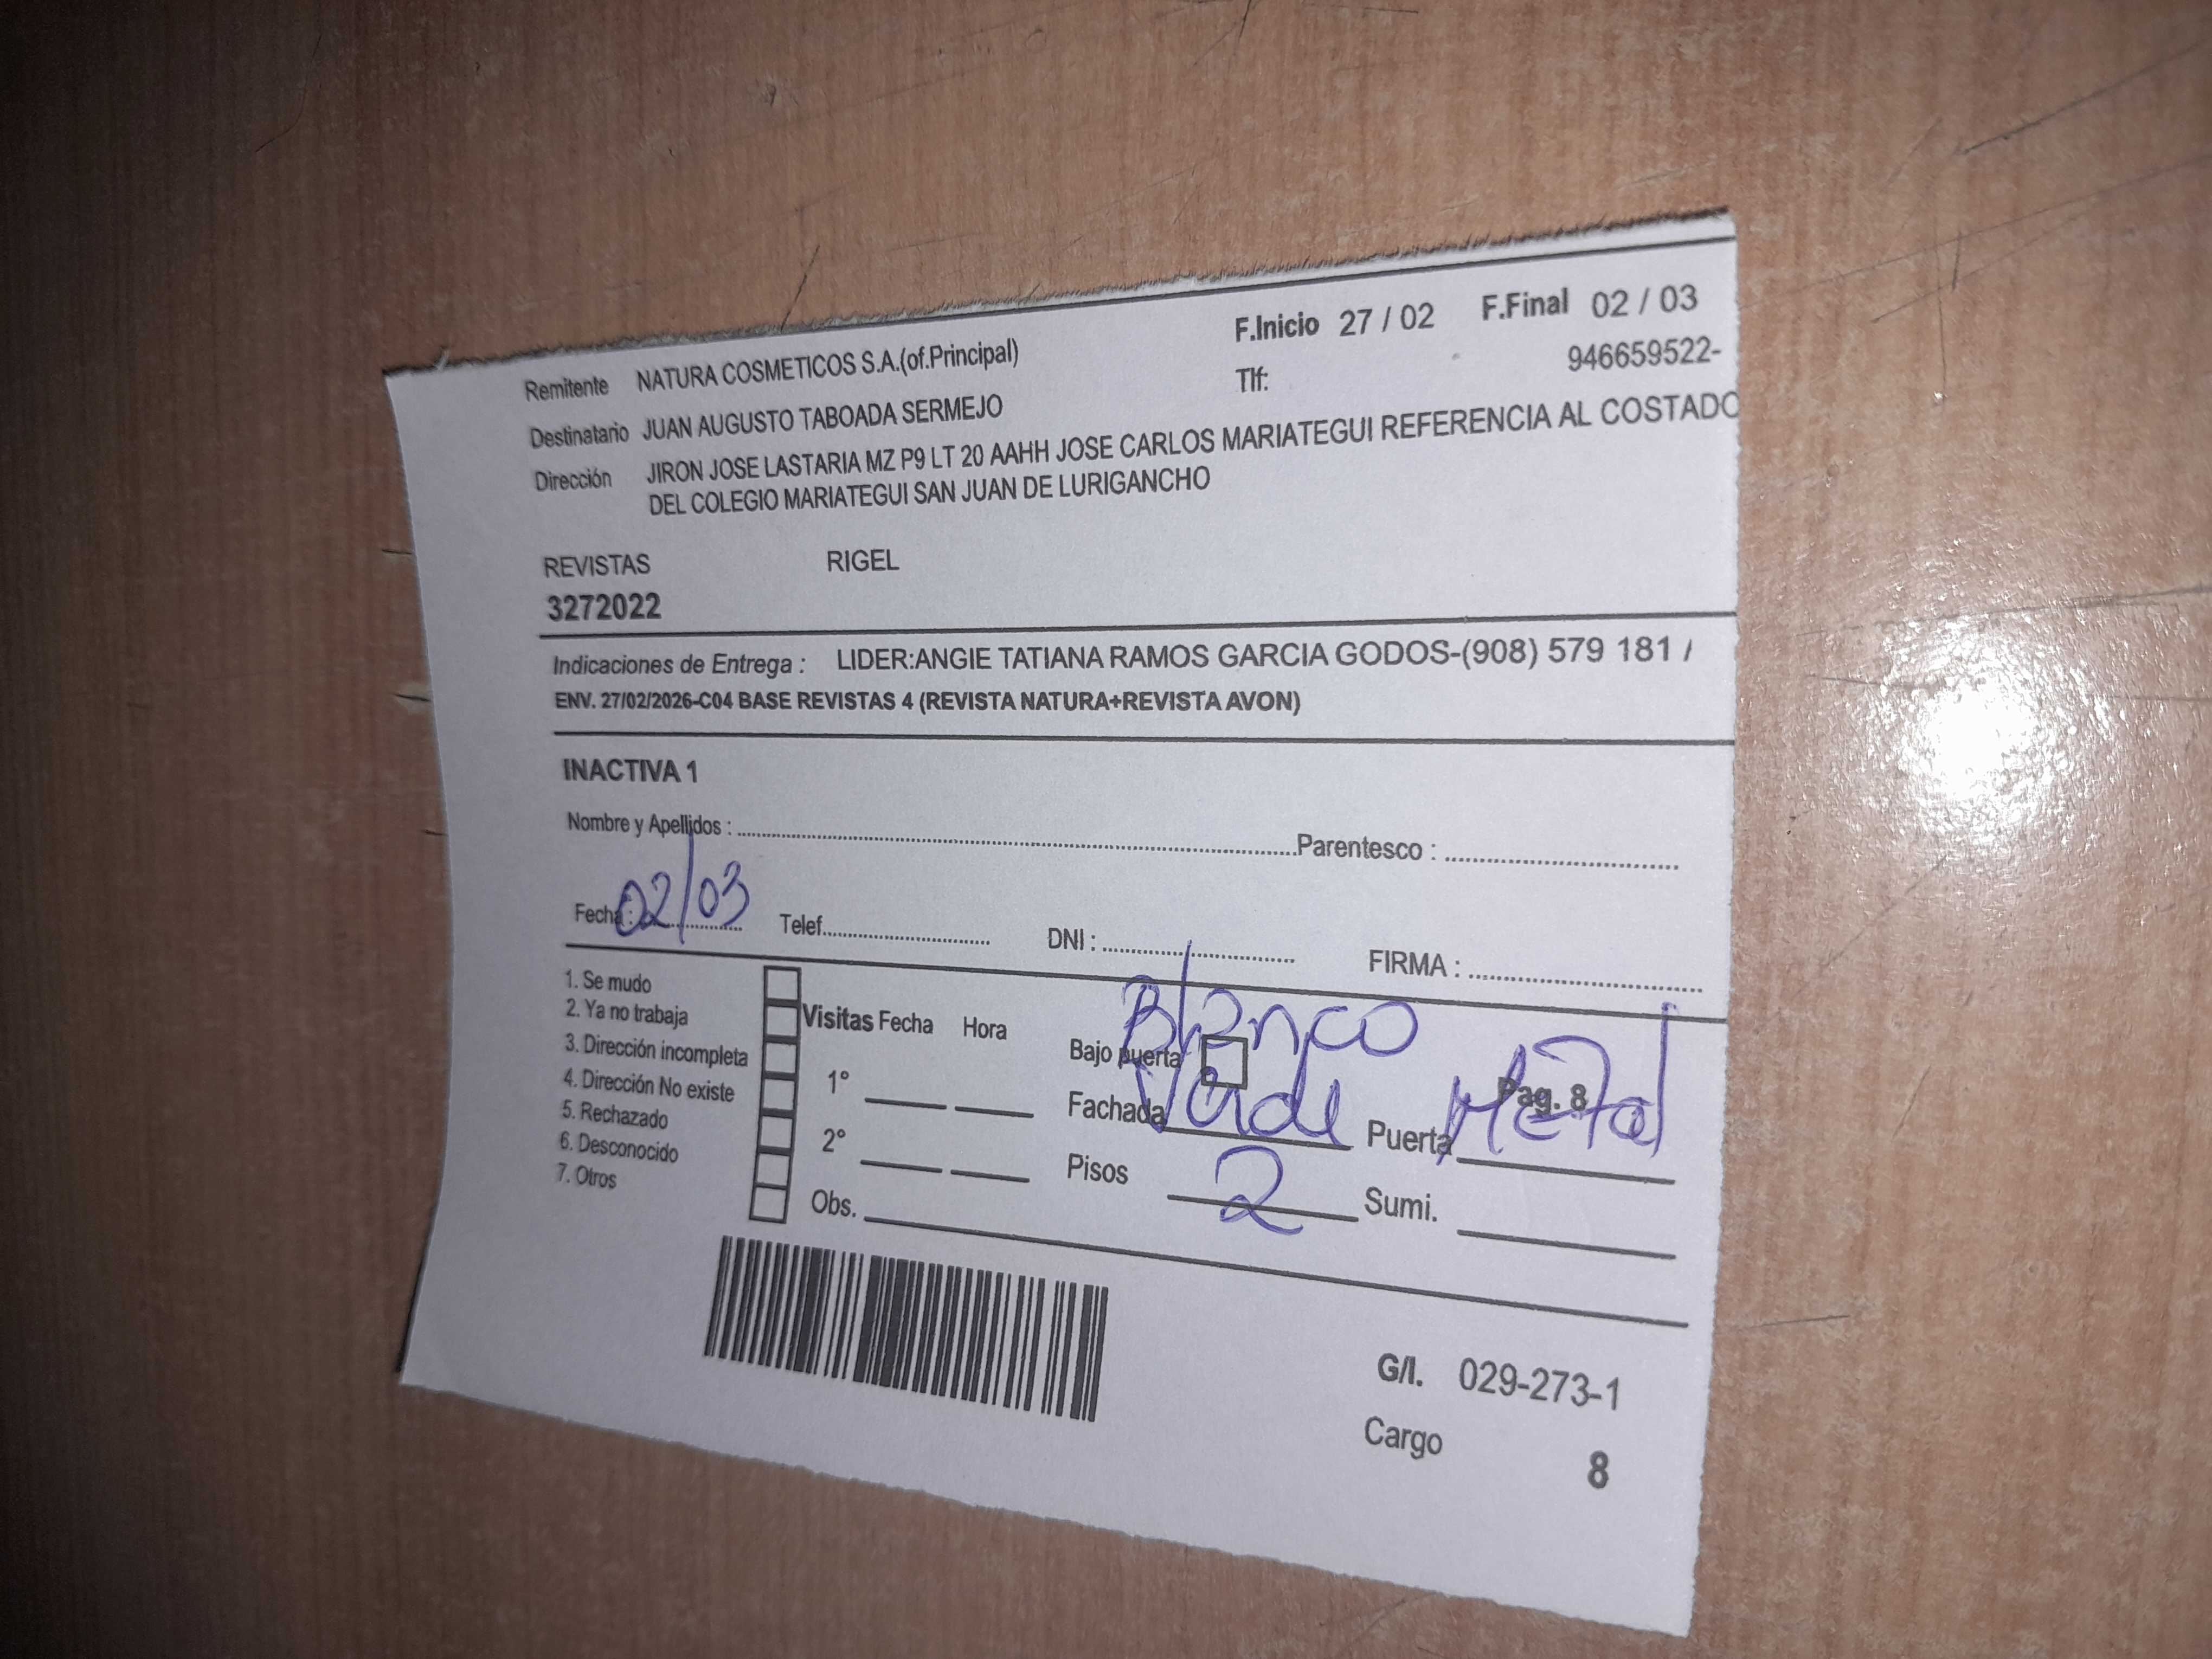 Remitente NATURA COSMETICOS S.A.(of.Principal) F.Inicio 27 / 02 F.Final 02 / 03
Destinatario JUAN AUGUSTO TABOADA SERMEJO Tlf: 946659522-
Dirección JIRON JOSE LASTARIA MZ P9 LT 20 AAHH JOSE CARLOS MARIATEGUI REFERENCIA AL COSTADO
DEL COLEGIO MARIATEGUI SAN JUAN DE LURIGANCHO
REVISTAS RIGEL
3272022
Indicaciones de Entrega : LIDER:ANGIE TATIANA RAMOS GARCIA GODOS-(908) 579 181 /
ENV. 27/02/2026-C04 BASE REVISTAS 4 (REVISTA NATURA+REVISTA AVON)
INACTIVA 1
Nombre y Apellidos : Parentesco :
Fecha : 02/03 Telef. DNI : FIRMA :
1. Se mudo
2. Ya no trabaja
3. Dirección incompleta
4. Dirección No existe
5. Rechazado
6. Desconocido
7. Otros
Visitas Fecha Hora
1°
2°
Obs.
Bajo puerta Blanco
Pag. 8
Fachada Verde Puerta Metal
Pisos 2 Sumi.
G/I. 029-273-1
Cargo 8